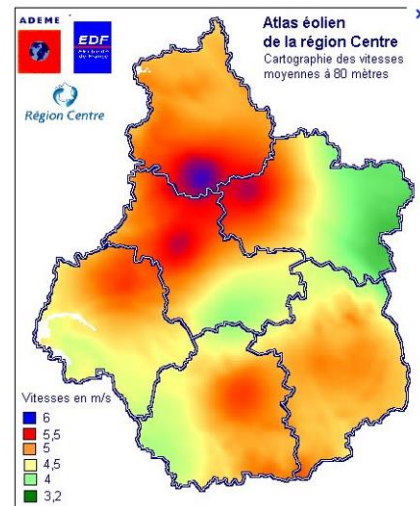 ADEME
EDF
Région Centre
Atlas éolien
de la région Centre
Cartographie des vitesses
moyennes à 80 mètres
Vitesses en m/s
6
5,5
5
4,5
4
3,2